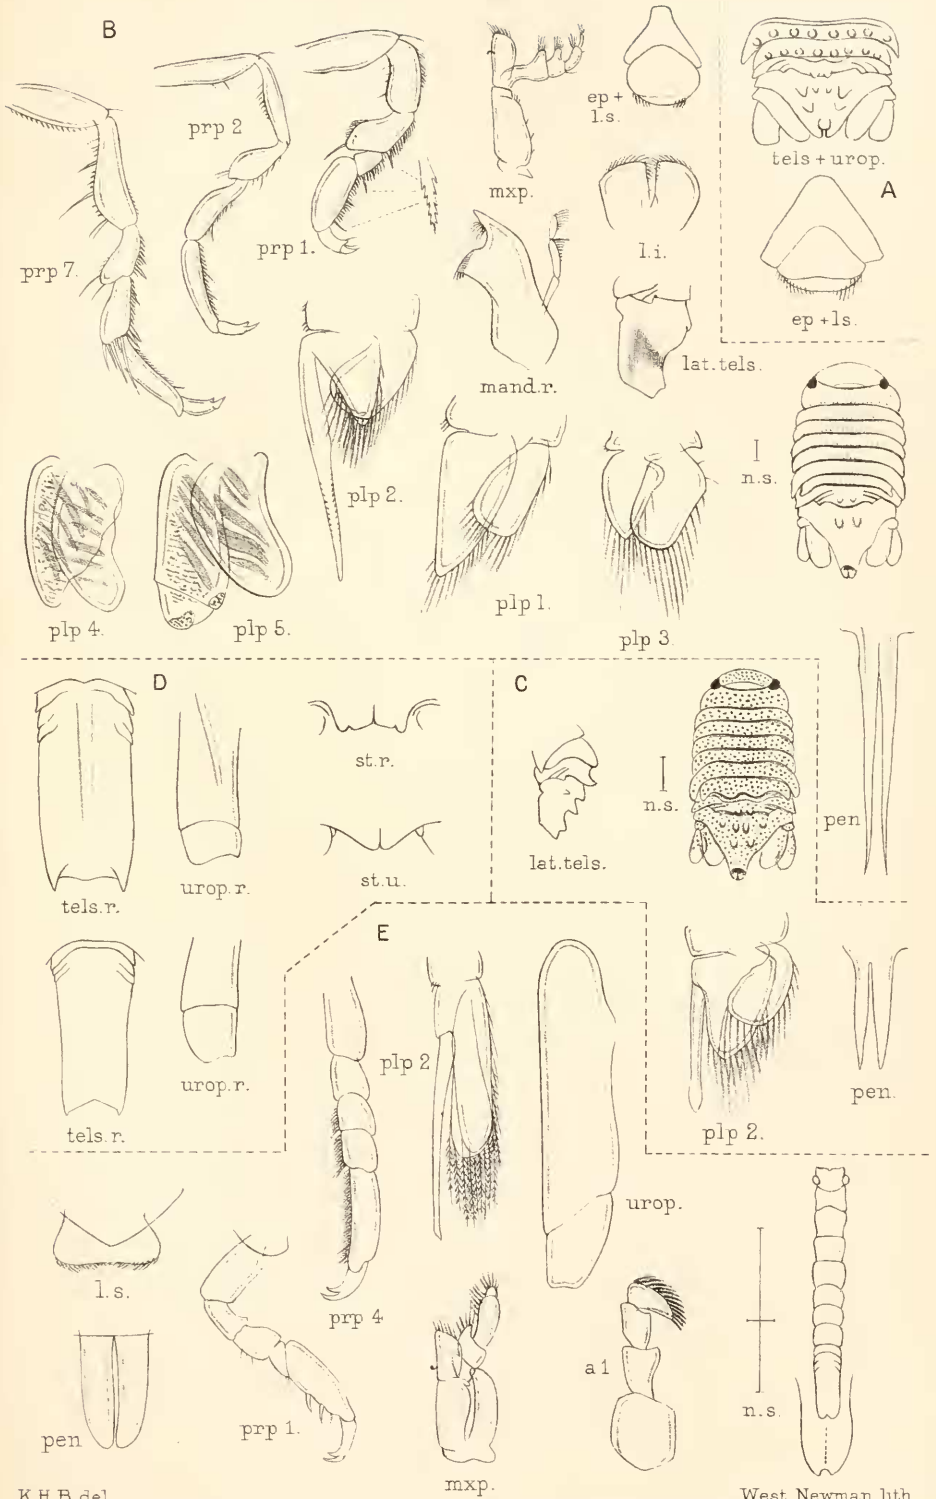 B
prp 7.
prp 2
prp 1.
mxp.
ep +
l.s.
tels + urop.
A
ep + ls.
l.i.
mand.r.
lat.tels.
n.s.
plp 2.
plp 1.
plp 3.
plp 4.
plp 5.
D
tels.r.
urop.r.
st.r.
st.u.
tels.r.
urop.r.
C
lat.tels.
n.s.
pen
plp 2.
pen.
E
plp 2
urop.
prp 4
l.s.
pen
prp 1.
mxp.
a 1
n.s.
K.H.B. del.
West, Newman lith.